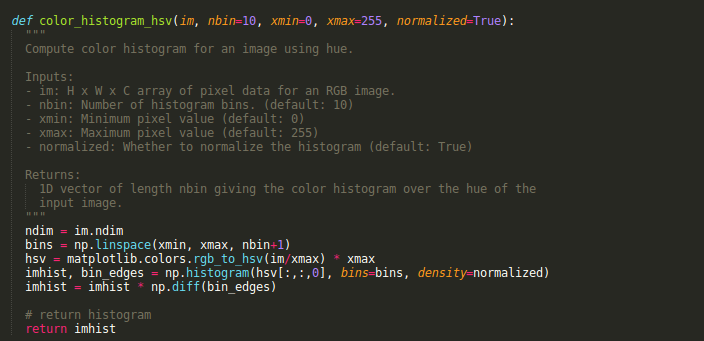 def color_histogram_hsv(im, nbin=10, xmin=0, xmax=255, normalized=True):
"""
Compute color histogram for an image using hue.
Inputs:
- im: H x W x C array of pixel data for an RGB image.
- nbin: Number of histogram bins. (default: 10)
- xmin: Minimum pixel value (default: 0)
- xmax: Maximum pixel value (default: 255)
- normalized: Whether to normalize the histogram (default: True)
Returns:
1D vector of length nbin giving the color histogram over the hue of the
input image.
"""
ndim = im.ndim
bins = np.linspace(xmin, xmax, nbin+1)
hsv = matplotlib.colors.rgb_to_hsv(im/xmax) * xmax
imhist, bin_edges = np.histogram(hsv[:,:,0], bins=bins, density=normalized)
imhist = imhist * np.diff(bin_edges)
# return histogram
return imhist